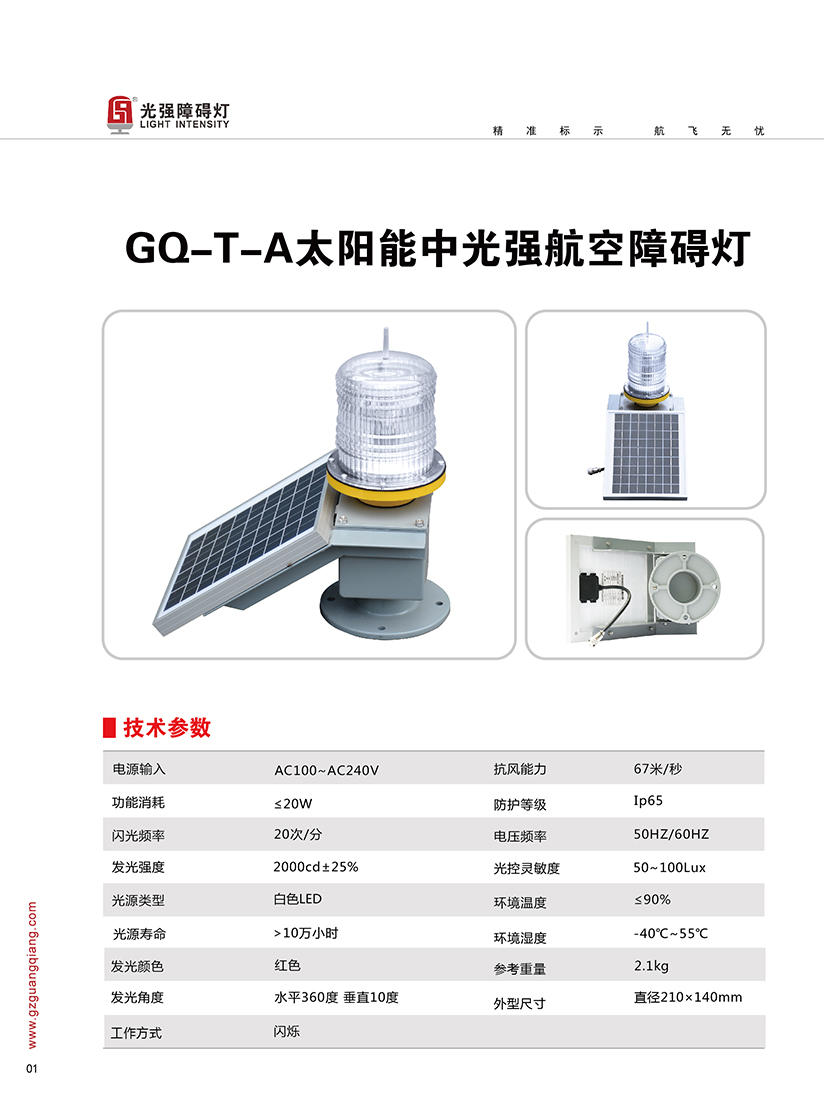 光强障碍灯
LIGHT INTENSITY
精 准 标 示 航 飞 无 忧
GQ-T-A太阳能中光强航空障碍灯
技术参数
电源输入 AC100~AC240V 抗风能力 67米/秒
功能消耗 ≤20W 防护等级 Ip65
闪光频率 20次/分 电压频率 50HZ/60HZ
发光强度 2000cd±25% 光控灵敏度 50~100Lux
光源类型 白色LED 环境温度 ≤90%
光源寿命 >10万小时 环境湿度 -40℃~55℃
发光颜色 红色 参考重量 2.1kg
发光角度 水平360度 垂直10度 外型尺寸 直径210×140mm
工作方式 闪烁
www.gzguangqiang.com
01